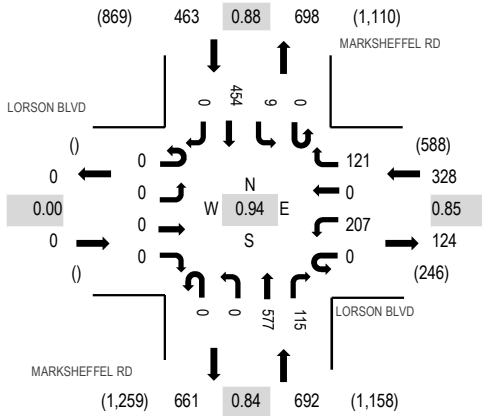 (869) 463 0.88 698 (1,110)
MARKSHEFFEL RD
0 454 9 0
LORSON BLVD
() 0 121 (588)
0 0 N 0 328
0.00 0 W 0.94 E 207 0.85
0 0 S 0 124
() (246)
0 0 577 115
LORSON BLVD
MARKSHEFFEL RD
(1,259) 661 0.84 692 (1,158)